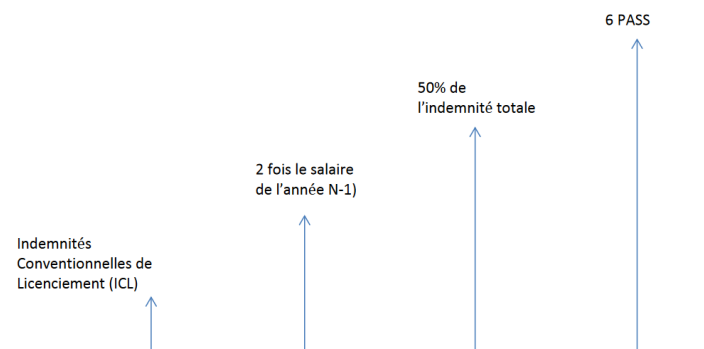 6 PASS
50% de
l'indemnité totale
2 fois le salaire
de l'année N-1)
Indemnités
Conventionnelles de
Licenciement (ICL)